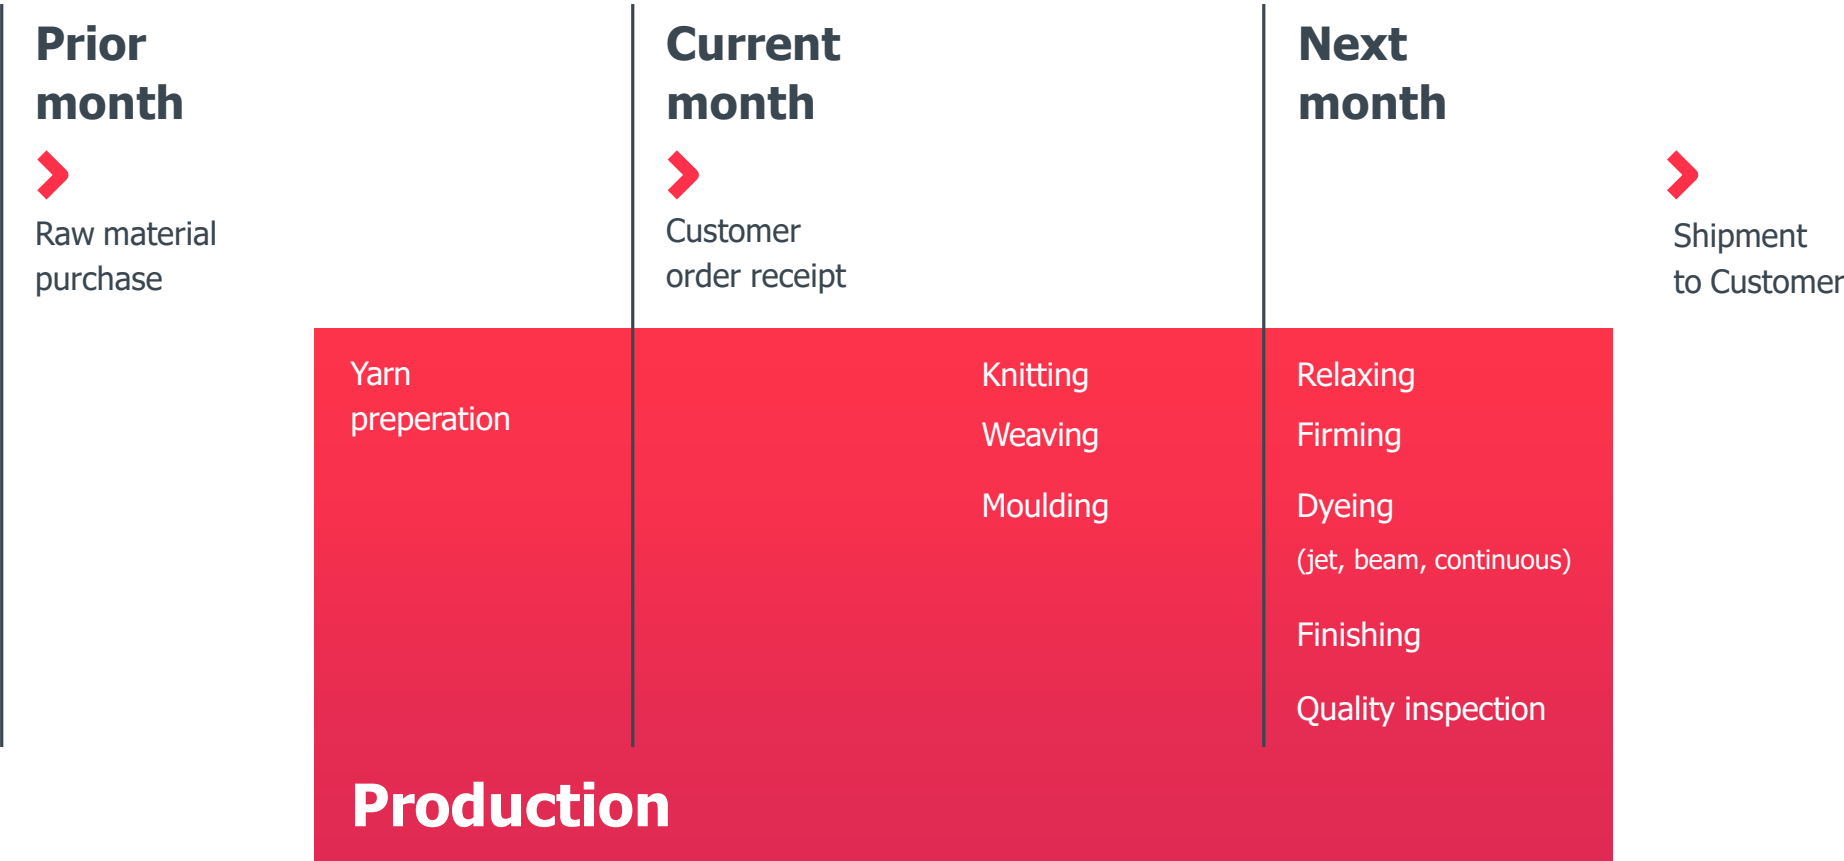 Prior
month
Raw material
purchase
Current
month
Customer
order receipt
Next
month
Shipment
to Customer
Yarn
preperation
Knitting
Weaving
Moulding
Relaxing
Firming
Dyeing
(jet, beam, continuous)
Finishing
Quality inspection
Production